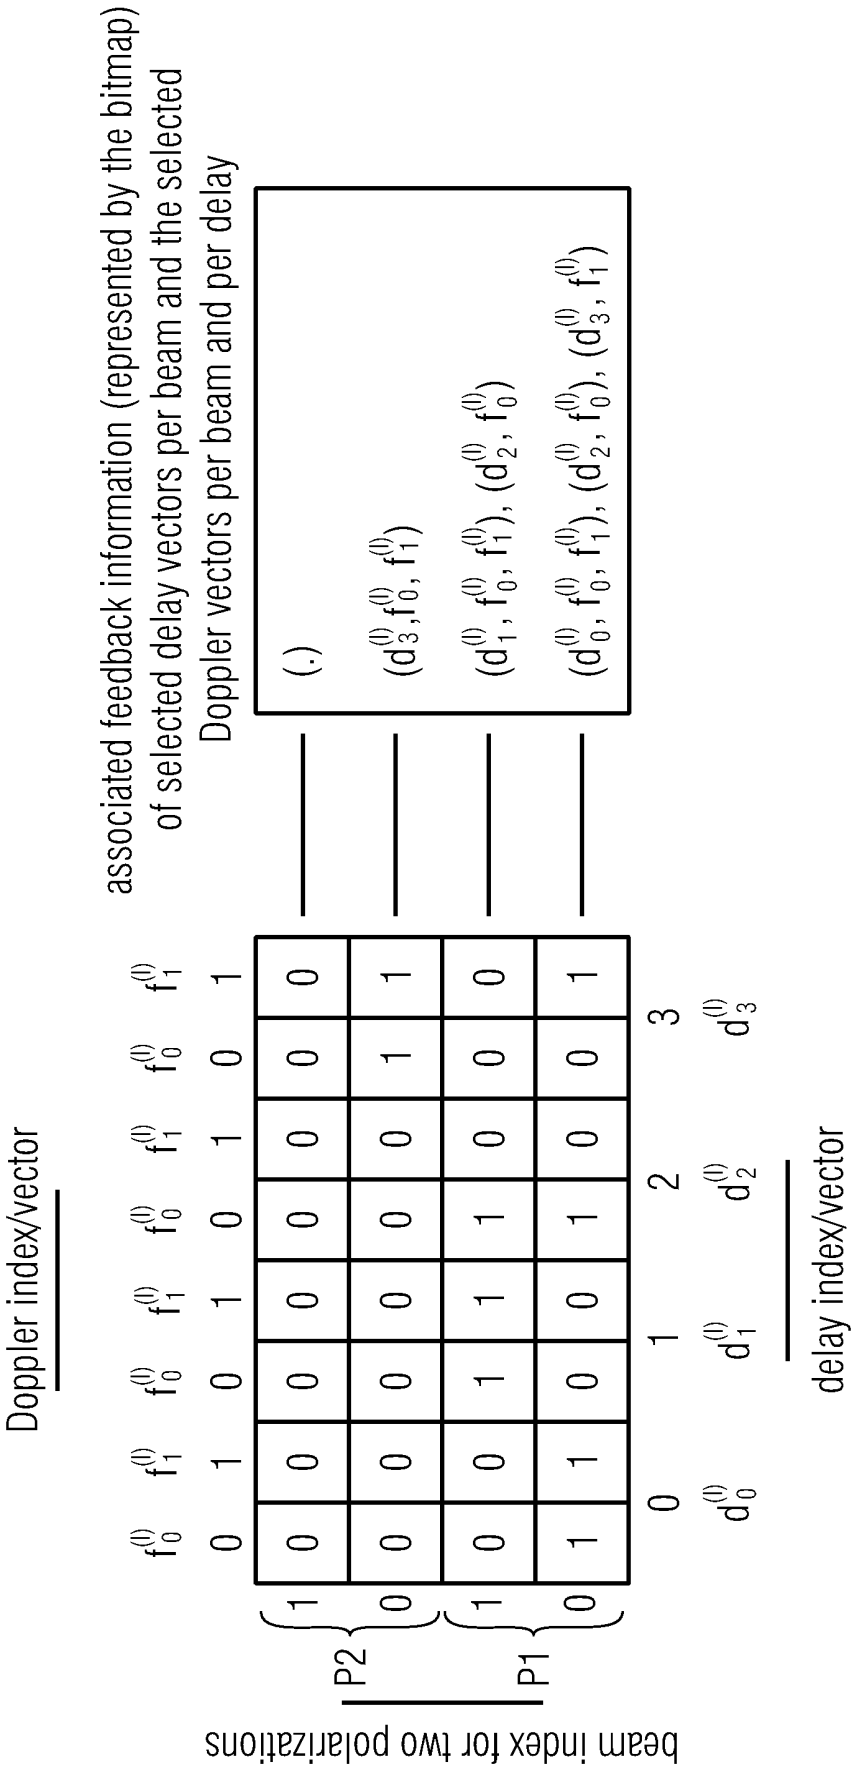 Doppler index/vector
associated feedback information (represented by the bitmap)
of selected delay vectors per beam and the selected
Doppler vectors per beam and per delay
f₀⁽ˡ⁾ f₁⁽ˡ⁾ f₀⁽ˡ⁾ f₁⁽ˡ⁾ f₀⁽ˡ⁾ f₁⁽ˡ⁾ f₀⁽ˡ⁾ f₁⁽ˡ⁾
0 1 0 1 0 1 0 1
P2
1 0 0 0 0 0 0 0 0 (.)
0 0 0 0 0 0 0 1 1 (d₃⁽ˡ⁾,f₀⁽ˡ⁾, f₁⁽ˡ⁾)
P1
1 0 0 1 1 1 0 0 0 (d₁⁽ˡ⁾, f₀⁽ˡ⁾, f₁⁽ˡ⁾), (d₂⁽ˡ⁾, f₀⁽ˡ⁾)
0 1 1 0 0 1 0 0 1 (d₀⁽ˡ⁾, f₀⁽ˡ⁾, f₁⁽ˡ⁾), (d₂⁽ˡ⁾, f₀⁽ˡ⁾), (d₃⁽ˡ⁾, f₁⁽ˡ⁾)
0 1 2 3
d₀⁽ˡ⁾ d₁⁽ˡ⁾ d₂⁽ˡ⁾ d₃⁽ˡ⁾
delay index/vector
beam index for two polarizations